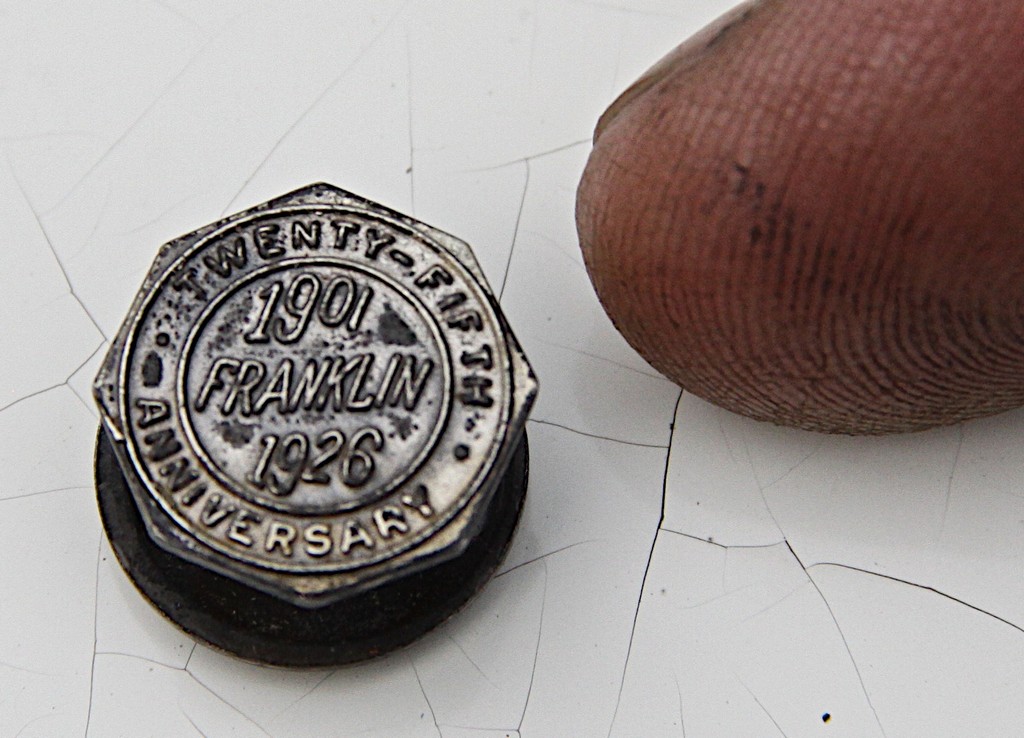 TWENTY-FIFTH
1901
FRANKLIN
1926
ANNIVERSARY